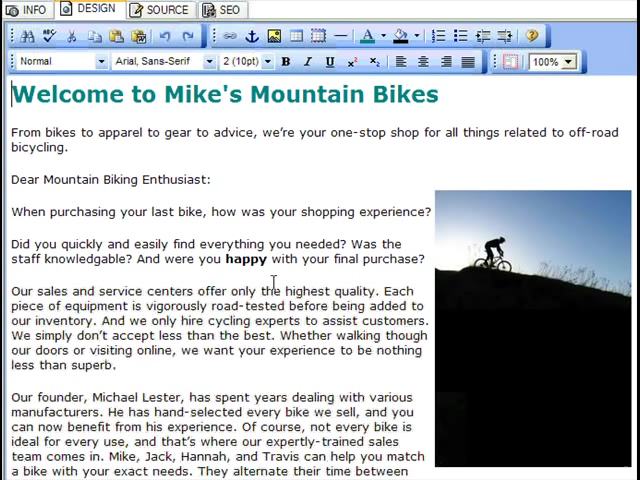 INFO DESIGN SOURCE SEO
Normal Arial, Sans-Serif 2 (10pt) B I U x² x₂ 100%
Welcome to Mike's Mountain Bikes
From bikes to apparel to gear to advice, we're your one-stop shop for all things related to off-road
bicycling.
Dear Mountain Biking Enthusiast:
When purchasing your last bike, how was your shopping experience?
Did you quickly and easily find everything you needed? Was the
staff knowledgable? And were you happy with your final purchase?
Our sales and service centers offer only the highest quality. Each
piece of equipment is vigorously road-tested before being added to
our inventory. And we only hire cycling experts to assist customers.
We simply don't accept less than the best. Whether walking though
our doors or visiting online, we want your experience to be nothing
less than superb.
Our founder, Michael Lester, has spent years dealing with various
manufacturers. He has hand-selected every bike we sell, and you
can now benefit from his experience. Of course, not every bike is
ideal for every use, and that's where our expertly-trained sales
team comes in. Mike, Jack, Hannah, and Travis can help you match
a bike with your exact needs. They alternate their time between